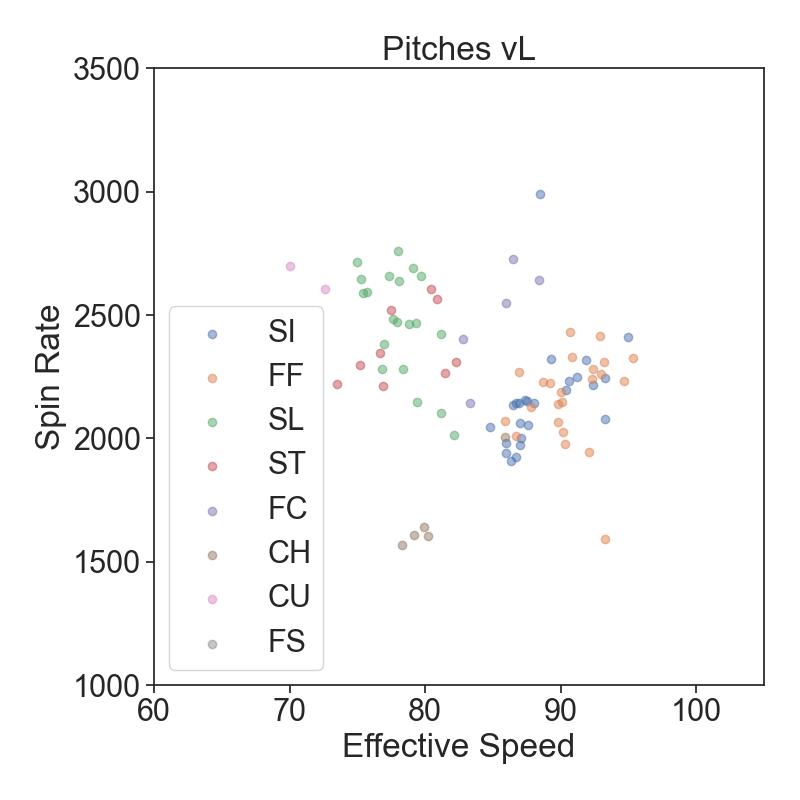 Pitches vL
3500
3000
2500
2000
1500
1000
Spin Rate
SI
FF
SL
ST
FC
CH
CU
FS
60 70 80 90 100
Effective Speed